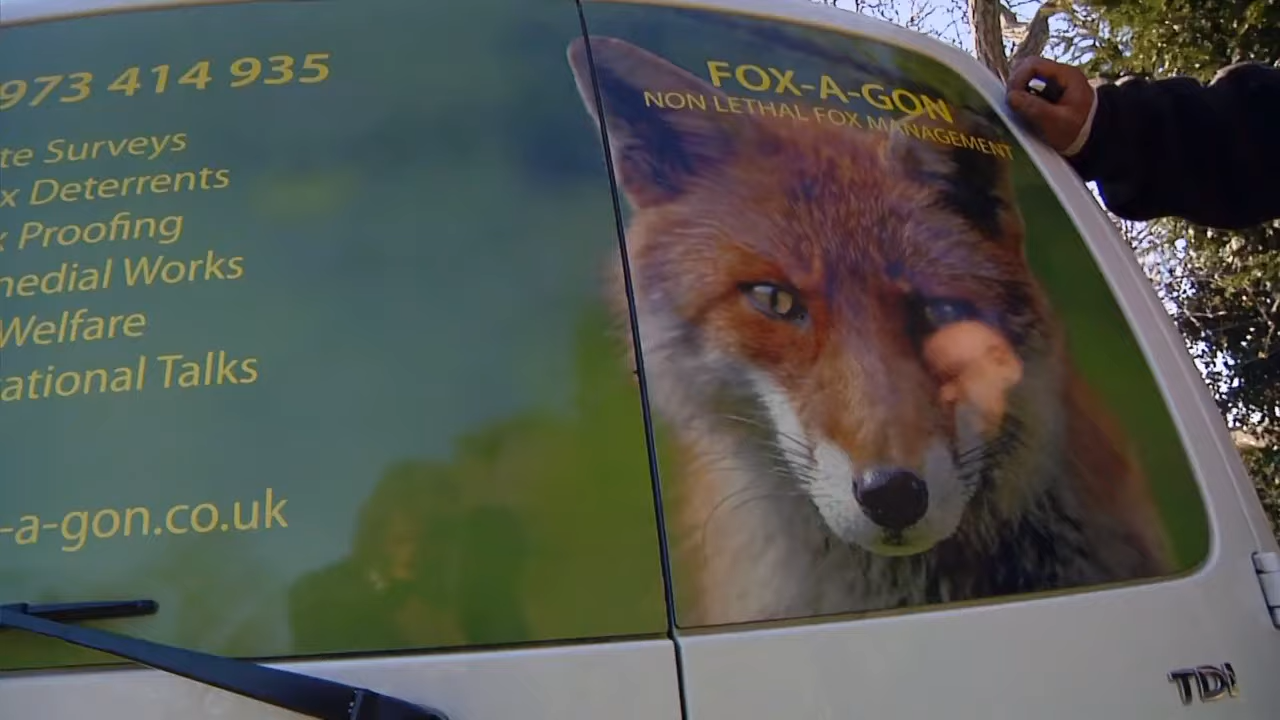 973 414 935
te Surveys
x Deterrents
x Proofing
medial Works
Welfare
ational Talks
-a-gon.co.uk
FOX-A-GON
NON LETHAL FOX MANAGEMENT
TDI